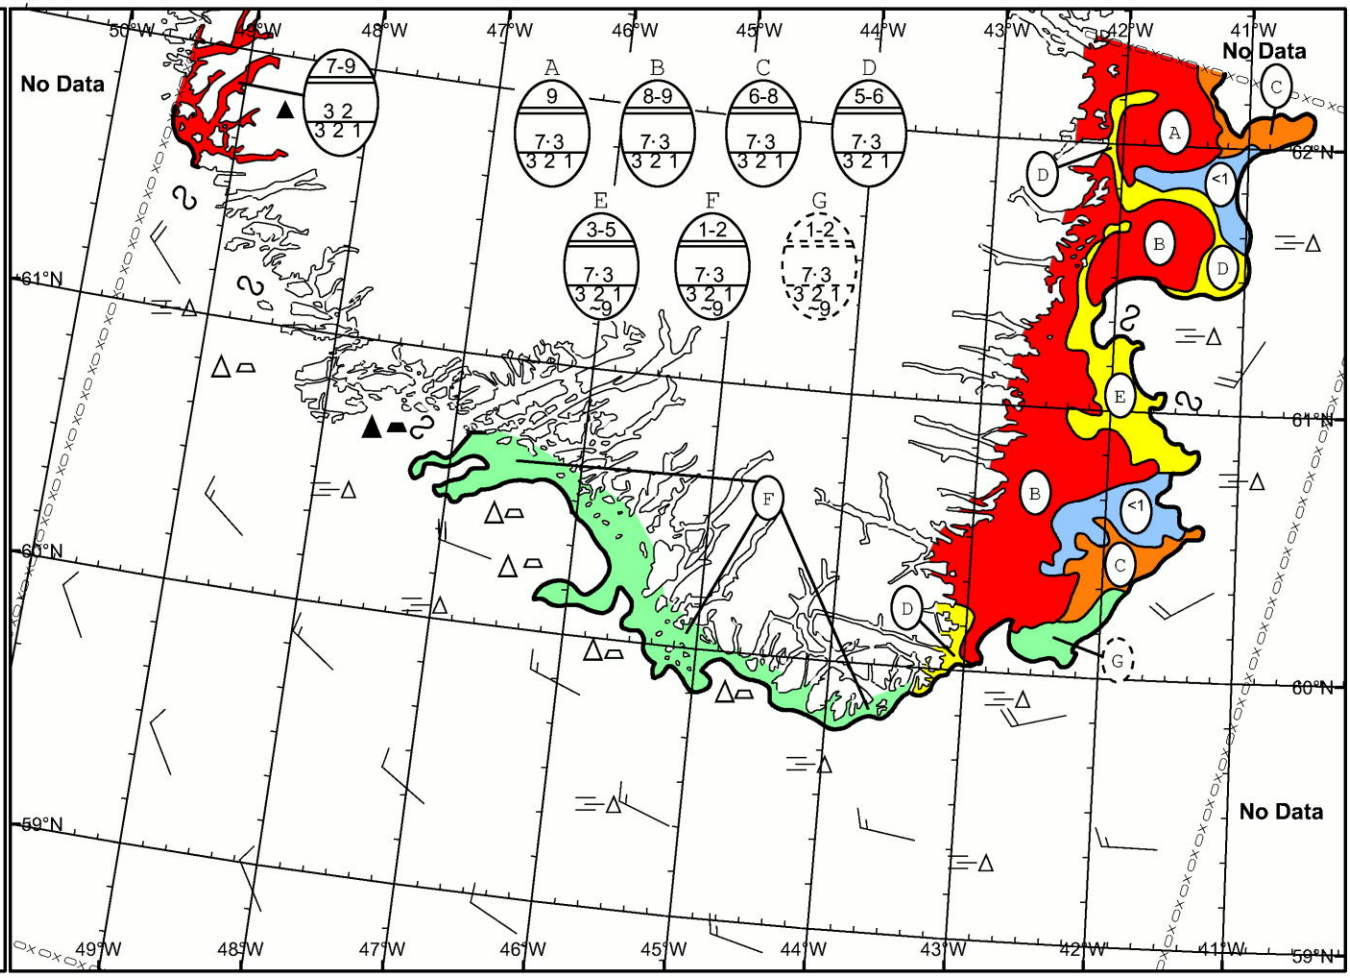 50°W 49°W 48°W 47°W 46°W 45°W 44°W 43°W 42°W 41°W
No Data
No Data
7-9
3 2
3 2 1
A B C D
9 8-9 6-8 5-6
7·3 7·3 7·3 7·3
3 2 1 3 2 1 3 2 1 3 2 1
C
A
62°N
D
<1
E F G
3-5 1-2 1-2
7·3 7·3 7·3
3 2 1 3 2 1 3 2 1
~9 ~9 ~9
B
D
61°N
E
61°N
B
F
<1
60°N
C
D
G
60°N
No Data
59°N
49°W 48°W 47°W 46°W 45°W 44°W 43°W 42°W 41°W
59°N